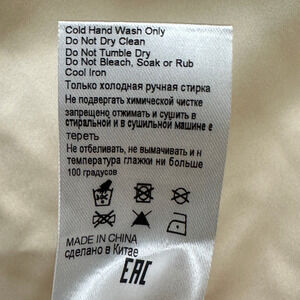 Cold Hand Wash Only
Do Not Dry Clean
Do Not Tumble Dry
Do Not Bleach, Soak or Rub
Cool Iron
Только холодная ручная стирка
Не подвергать химической чистке
запрещено отжимать и сушить в
стиральной и в сушильной машине е
тереть
Не отбеливать, не вымачивать и н
температура глажки ни больше
100 градусов
MADE IN CHINA
сделано в Китае
EAC